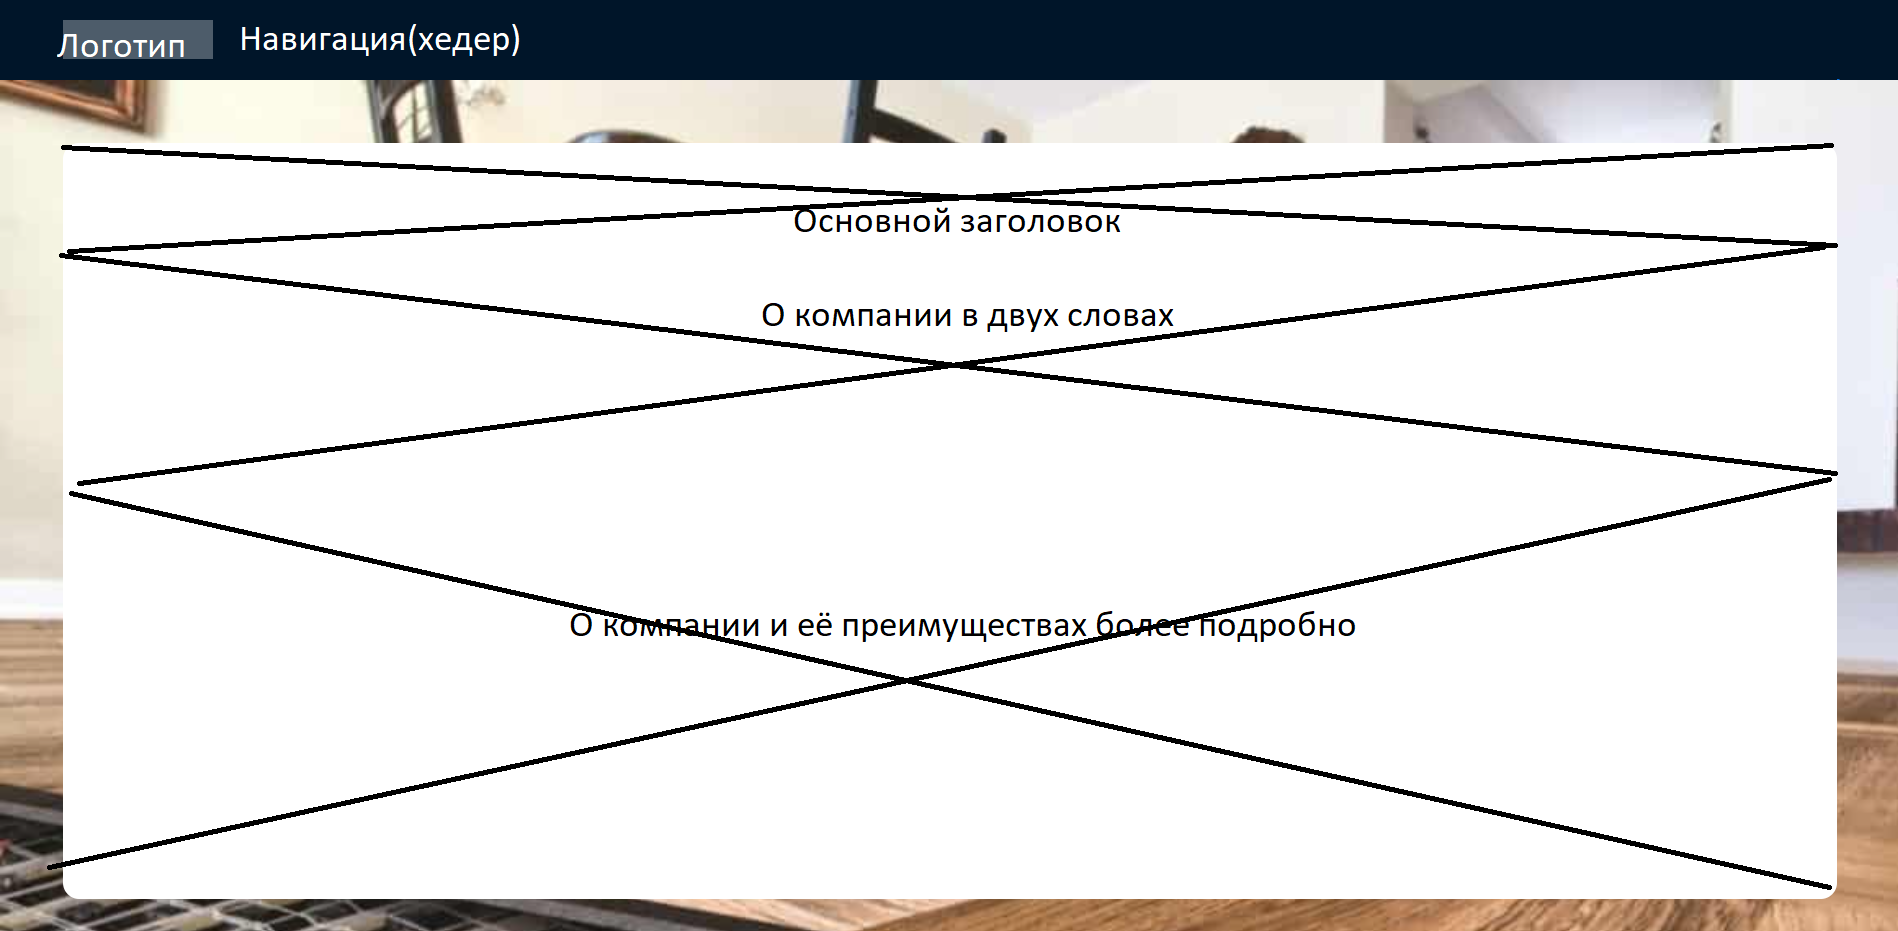 Логотип
Навигация(хедер)
Основной заголовок
О компании в двух словах
О компании и её преимуществах более подробно